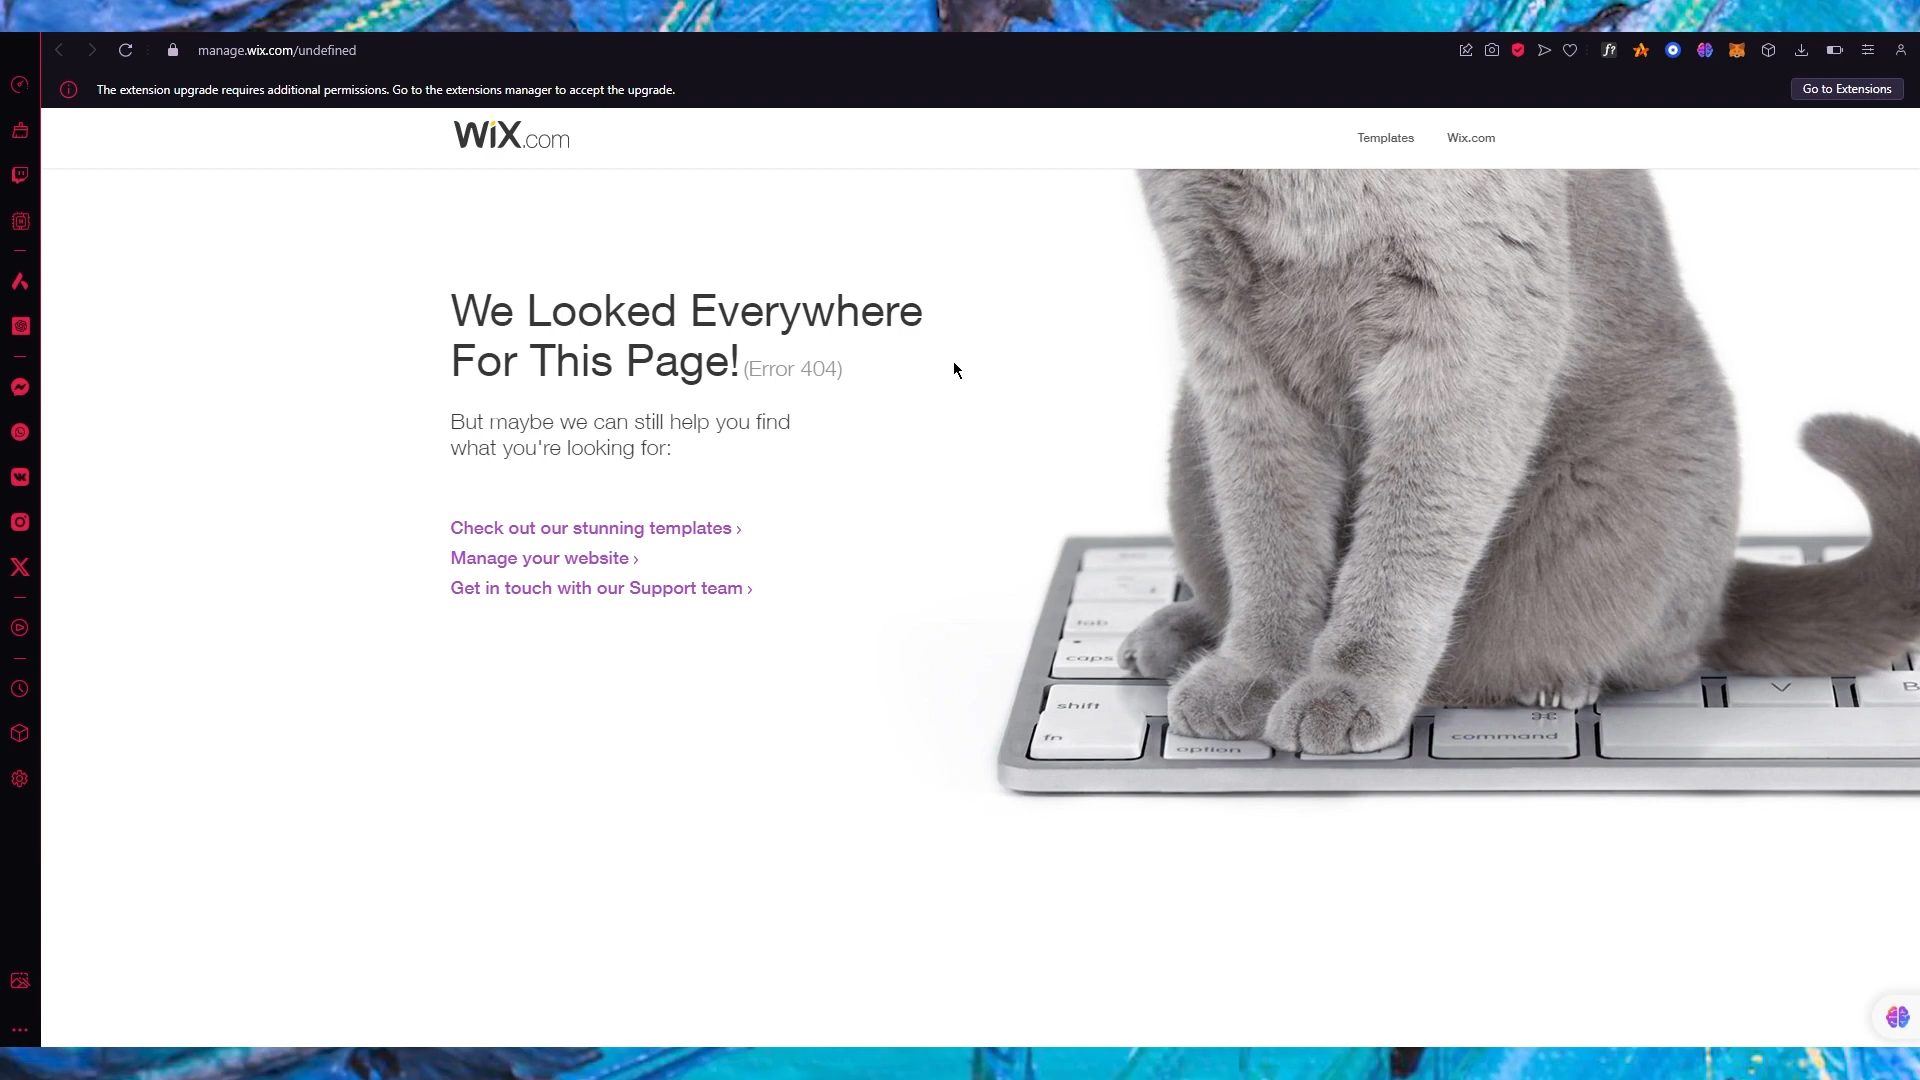 manage.wix.com/undefined
f?
The extension upgrade requires additional permissions. Go to the extensions manager to accept the upgrade.
Go to Extensions
WiX.com
Templates
Wix.com
We Looked Everywhere
For This Page! (Error 404)
But maybe we can still help you find
what you're looking for:
Check out our stunning templates ›
Manage your website ›
Get in touch with our Support team ›
tab
caps
shift
fn
option
command
V
B